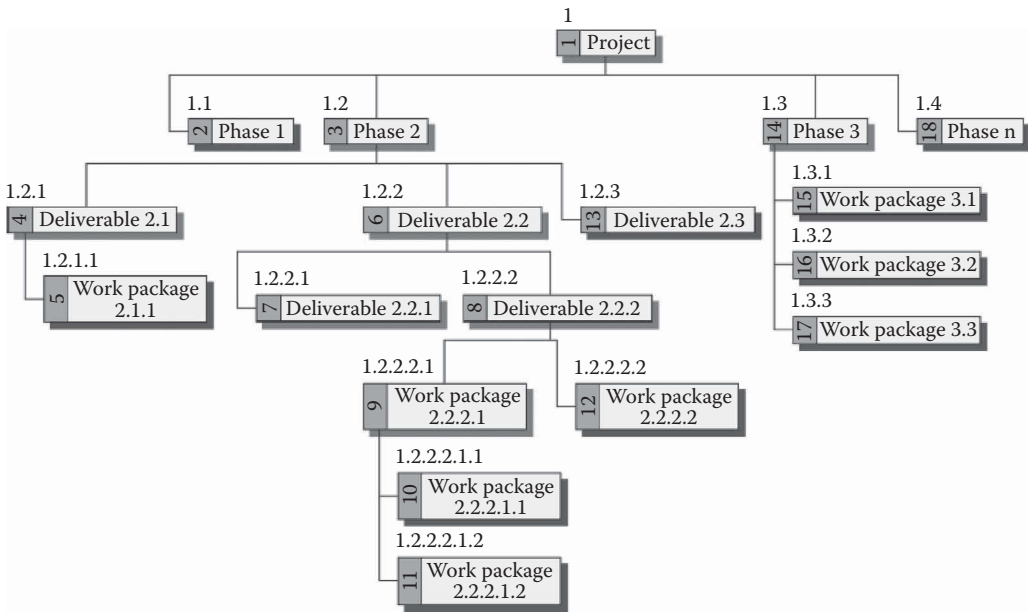 1
1 Project
1.1
1.2
1.3
1.4
2 Phase 1
3 Phase 2
14 Phase 3
18 Phase n
1.2.1
1.2.2
1.2.3
1.3.1
4 Deliverable 2.1
6 Deliverable 2.2
13 Deliverable 2.3
15 Work package 3.1
1.3.2
16 Work package 3.2
1.2.1.1
5 Work package
2.1.1
1.2.2.1
1.2.2.2
7 Deliverable 2.2.1
8 Deliverable 2.2.2
1.3.3
17 Work package 3.3
1.2.2.2.1
9 Work package
2.2.2.1
1.2.2.2.2
12 Work package
2.2.2.2
1.2.2.2.1.1
10 Work package
2.2.2.1.1
1.2.2.2.1.2
11 Work package
2.2.2.1.2